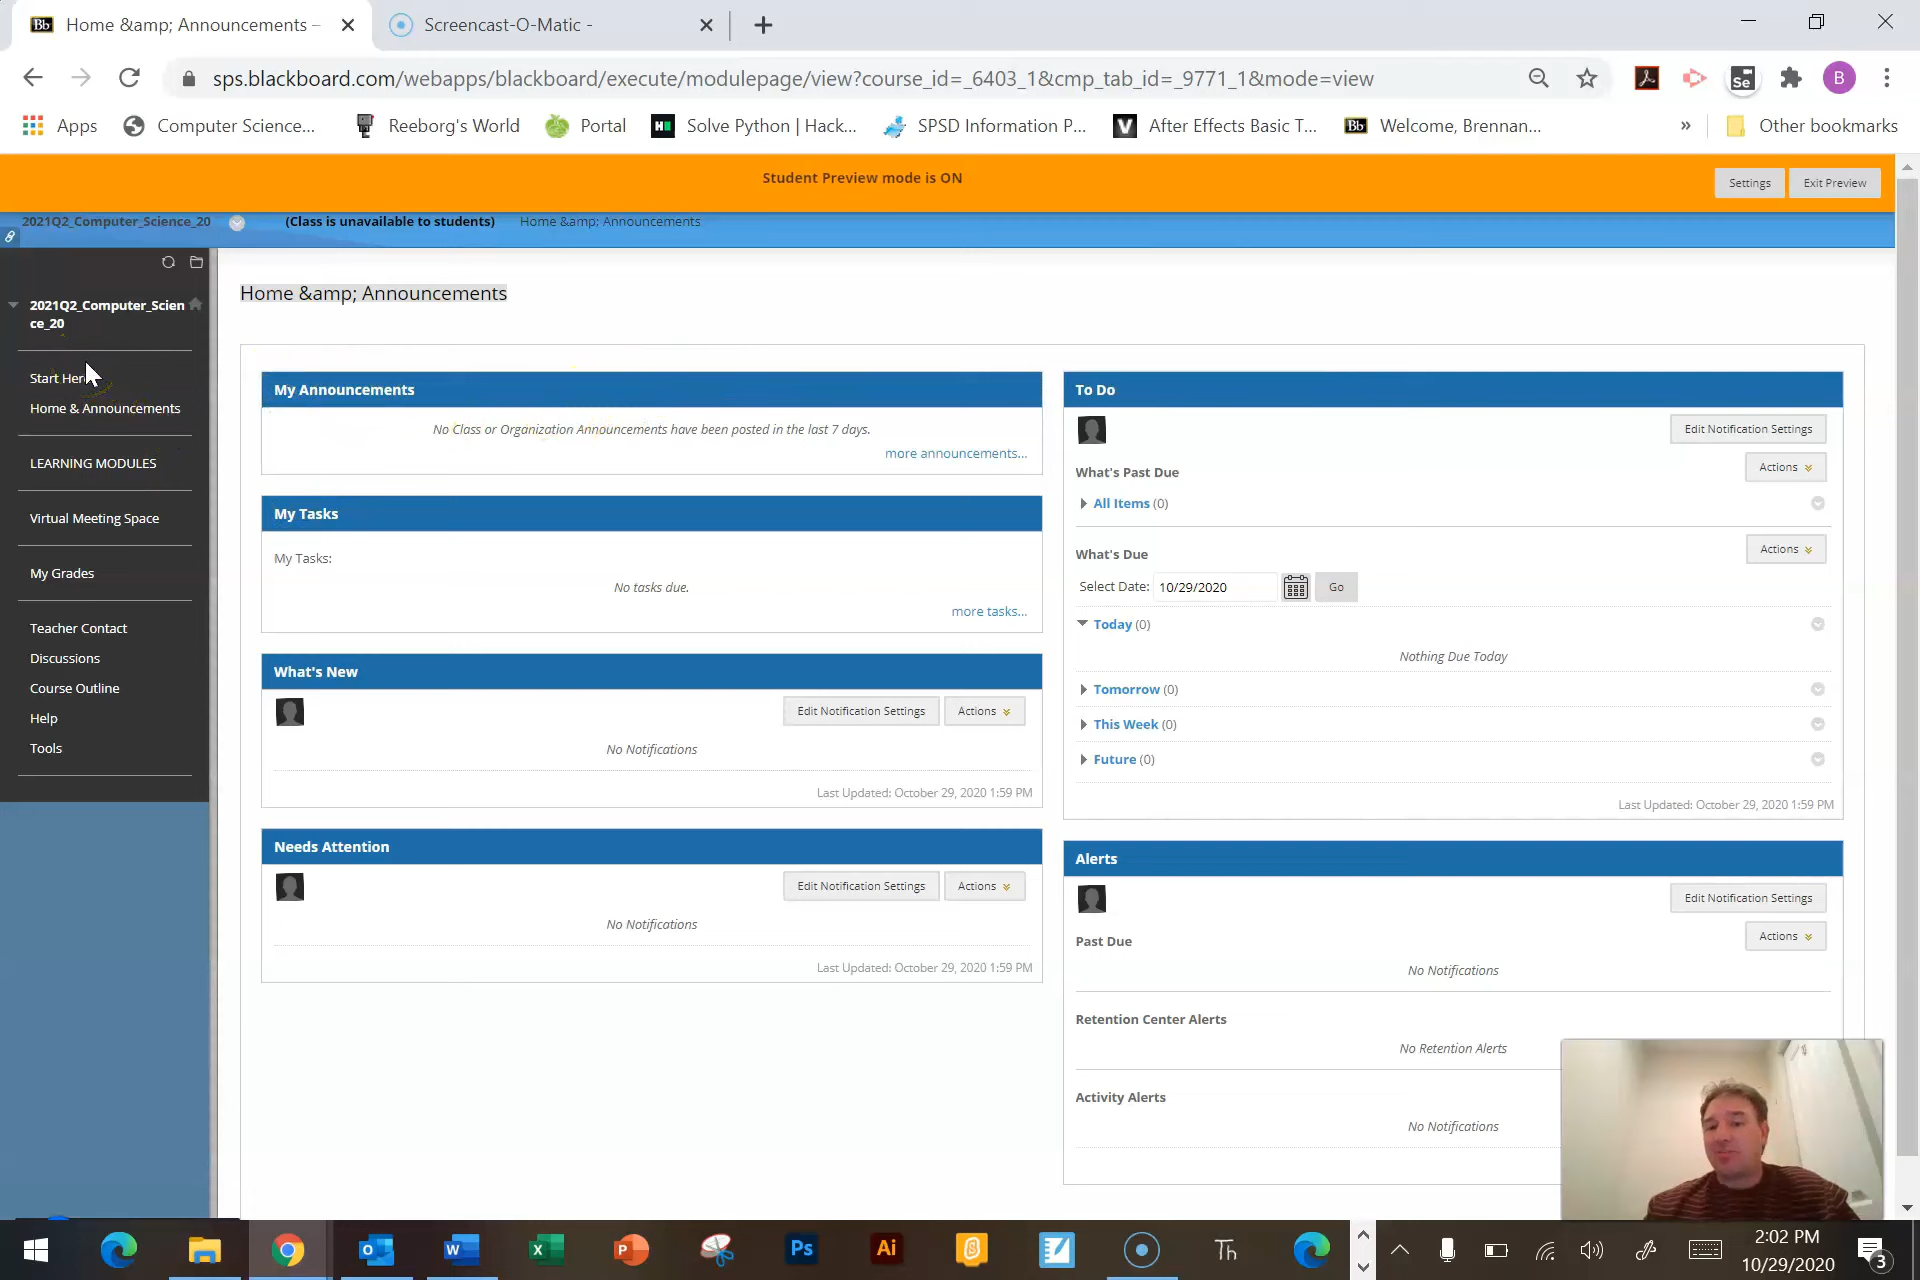 Home &amp; Announcements –
Screencast-O-Matic -
sps.blackboard.com/webapps/blackboard/execute/modulepage/view?course_id=_6403_1&cmp_tab_id=_9771_1&mode=view
B
Apps
Computer Science...
Reeborg's World
Portal
Solve Python | Hack...
SPSD Information P...
After Effects Basic T...
Welcome, Brennan...
»
Other bookmarks
Student Preview mode is ON
Settings
Exit Preview
2021Q2_Computer_Science_20
(Class is unavailable to students)
Home &amp; Announcements
2021Q2_Computer_Scien
ce_20
Start Here
Home & Announcements
LEARNING MODULES
Virtual Meeting Space
My Grades
Teacher Contact
Discussions
Course Outline
Help
Tools
Home &amp; Announcements
My Announcements
No Class or Organization Announcements have been posted in the last 7 days.
more announcements...
My Tasks
My Tasks:
No tasks due.
more tasks...
What's New
Edit Notification Settings
Actions
No Notifications
Last Updated: October 29, 2020 1:59 PM
Needs Attention
Edit Notification Settings
Actions
No Notifications
Last Updated: October 29, 2020 1:59 PM
To Do
Edit Notification Settings
What's Past Due
Actions
All Items (0)
What's Due
Actions
Select Date: 10/29/2020
Go
Today (0)
Nothing Due Today
Tomorrow (0)
This Week (0)
Future (0)
Last Updated: October 29, 2020 1:59 PM
Alerts
Edit Notification Settings
Actions
Past Due
No Notifications
Retention Center Alerts
No Retention Alerts
Activity Alerts
No Notifications
2:02 PM
10/29/2020
3